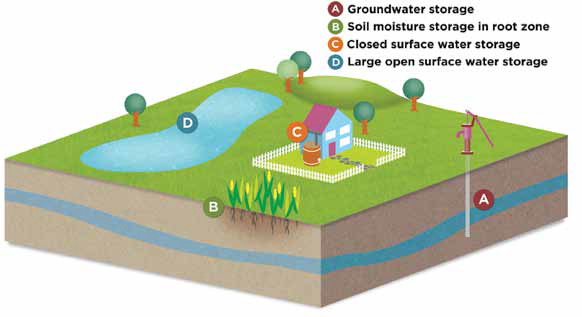 A Groundwater storage
B Soil moisture storage in root zone
C Closed surface water storage
D Large open surface water storage
D
C
B
A